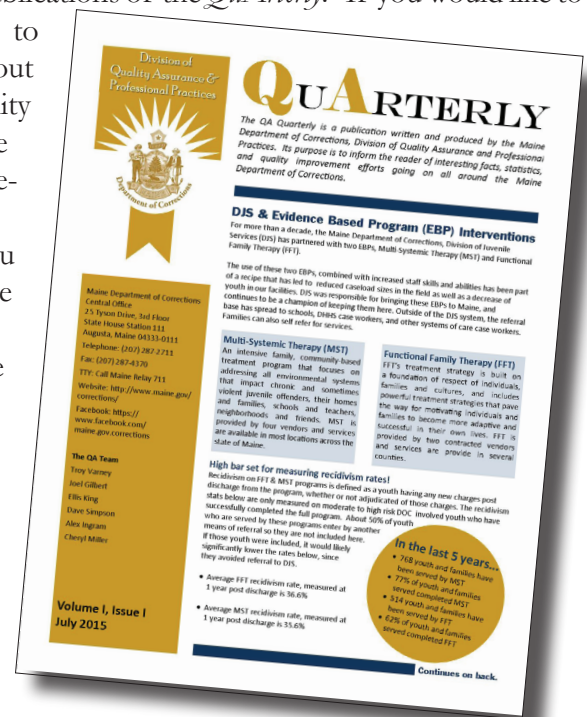 ublications of the Quarterly. If you would like to
to
out
ity
e
e-
u
e
e
Division of
Quality Assurance &
Professional Practices
Department of Corrections
QUARTERLY
The QA Quarterly is a publication written and produced by the Maine
Department of Corrections, Division of Quality Assurance and Professional
Practices. Its purpose is to inform the reader of interesting facts, statistics,
and quality improvement efforts going on all around the Maine
Department of Corrections.
DJS & Evidence Based Program (EBP) Interventions
For more than a decade, the Maine Department of Corrections, Division of Juvenile
Services (DJS) has partnered with two EBPs, Multi-Systemic Therapy (MST) and Functional
Family Therapy (FFT).
The use of these two EBPs, combined with increased staff skills and abilities has been part
of a recipe that has led to reduced caseload sizes in the field as well as a decrease of
youth in our facilities. DJS was responsible for bringing these EBPs to Maine, and
continues to be a champion of keeping them here. Outside of the DJS system, the referral
base has spread to schools, DHHS case workers, and other systems of care case workers.
Families can also self refer for services.
Multi-Systemic Therapy (MST)
An intensive family, community-based
treatment program that focuses on
addressing all environmental systems
that impact chronic and sometimes
violent juvenile offenders, their homes
and families, schools and teachers,
neighborhoods and friends. MST is
provided by four vendors and services
are available in most locations across the
state of Maine.
Functional Family Therapy (FFT)
FFT's treatment strategy is built on
a foundation of respect of individuals,
families and cultures, and includes
powerful treatment strategies that pave
the way for motivating individuals and
families to become more adaptive and
successful in their own lives. FFT is
provided by two contracted vendors
and services are provide in several
counties.
High bar set for measuring recidivism rates!
Recidivism on FFT & MST programs is defined as a youth having any new charges post
discharge from the program, whether or not adjudicated of those charges. The recidivism
stats below are only measured on moderate to high risk DOC involved youth who have
successfully completed the full program. About 50% of youth
who are served by these programs enter by another
means of referral so they are not included here.
If those youth were included, it would likely
significantly lower the rates below, since
they avoided referral to DJS.
• Average FFT recidivism rate, measured at
1 year post discharge is 36.6%
• Average MST recidivism rate, measured at
1 year post discharge is 35.6%
In the last 5 years...
• 768 youth and families have
been served by MST
• 77% of youth and families
served completed MST
• 514 youth and families have
been served by FFT
• 62% of youth and families
served completed FFT
Continues on back.
Maine Department of Corrections
Central Office
25 Tyson Drive, 3rd Floor
State House Station 111
Augusta, Maine 04333-0111
Telephone: (207) 287-2711
Fax: (207) 287-4370
TTY: Call Maine Relay 711
Website: http://www.maine.gov/
corrections/
Facebook: https://
www.facebook.com/
maine.gov.corrections
The QA Team
Troy Varney
Joel Gilbert
Ellis King
Dave Simpson
Alex Ingram
Cheryl Miller
Volume I, Issue I
July 2015